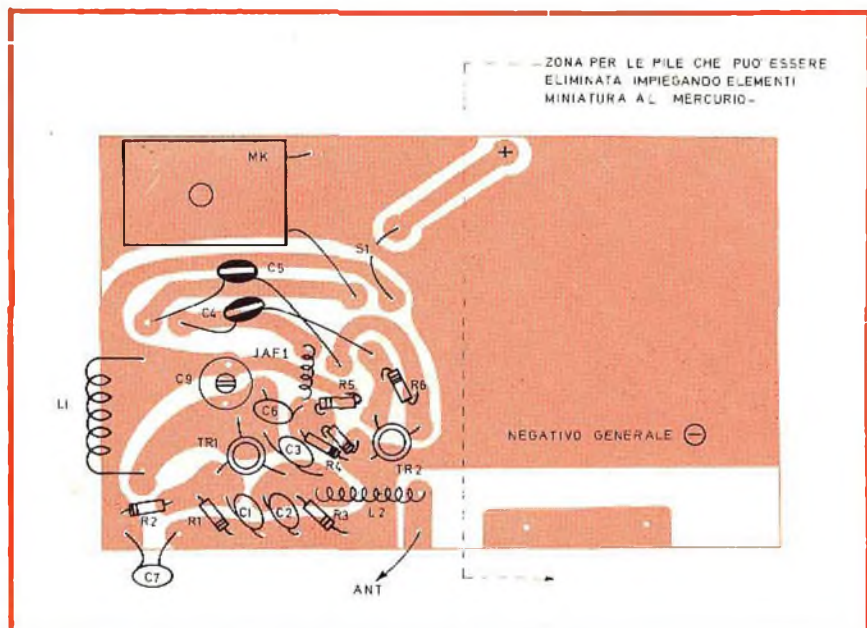 ZONA PER LE PILE CHE PUO' ESSERE
ELIMINATA IMPIEGANDO ELEMENTI
MINIATURA AL MERCURIO-
MK
+
S1
C5
C4
JAF1
C9
R5
R6
L1
C6
TR1
C3
R4
TR2
NEGATIVO GENERALE ⊖
L2
R2
R1
C1
C2
R3
C7
ANT